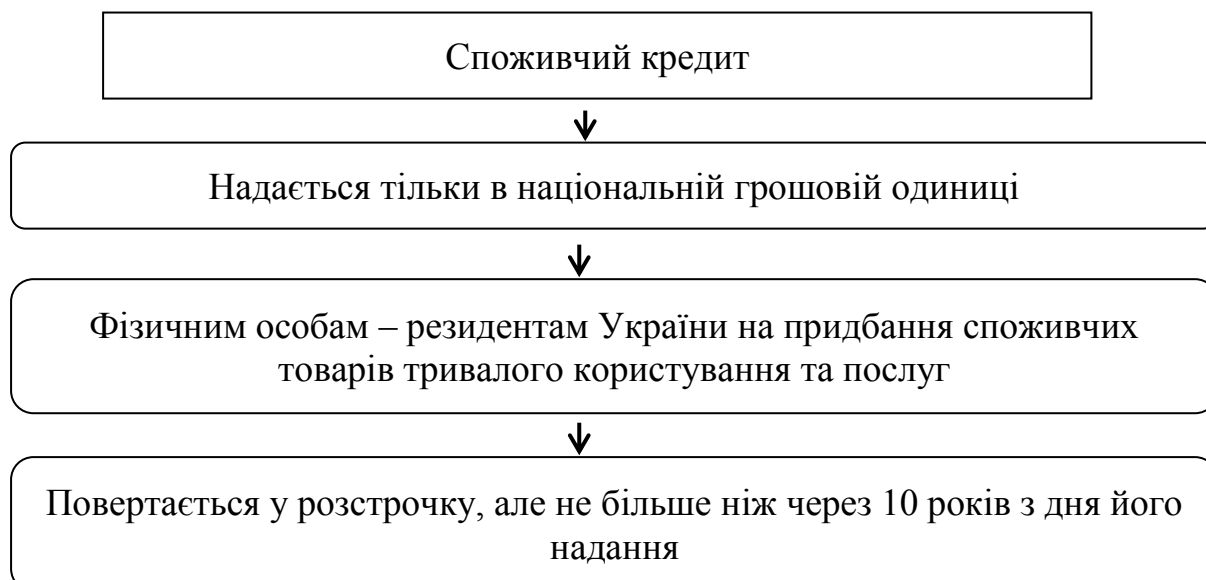 Споживчий кредит
Надається тільки в національній грошовій одиниці
Фізичним особам – резидентам України на придбання споживчих
товарів тривалого користування та послуг
Повертається у розстрочку, але не більше ніж через 10 років з дня його
надання